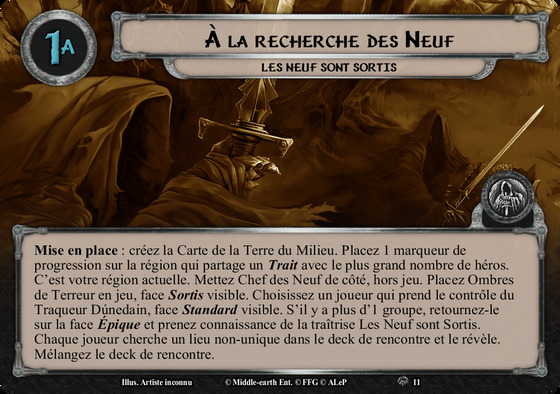 1A
À la recherche des Neuf
Les Neuf sont Sortis
Mise en place : créez la Carte de la Terre du Milieu. Placez 1 marqueur de
progression sur la région qui partage un Trait avec le plus grand nombre de héros.
C'est votre région actuelle. Mettez Chef des Neuf de côté, hors jeu. Placez Ombres
de Terreur en jeu, face Sortis visible. Choisissez un joueur qui prend le contrôle du
Traqueur Dúnedain, face Standard visible. S'il y a plus d'1 groupe, retournez-le
sur la face Épique et prenez connaissance de la traîtrise Les Neuf sont Sortis.
Chaque joueur cherche un lieu non-unique dans le deck de rencontre et le révèle.
Mélangez le deck de rencontre.
Illus. Artiste inconnu © Middle-earth Ent. © FFG © ALeP 11